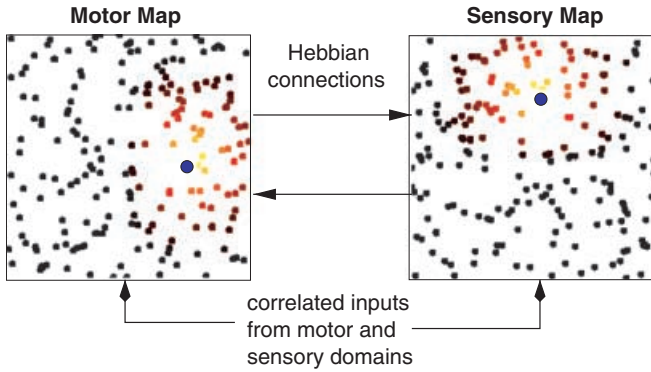 Motor Map
Sensory Map
Hebbian
connections
correlated inputs
from motor and
sensory domains